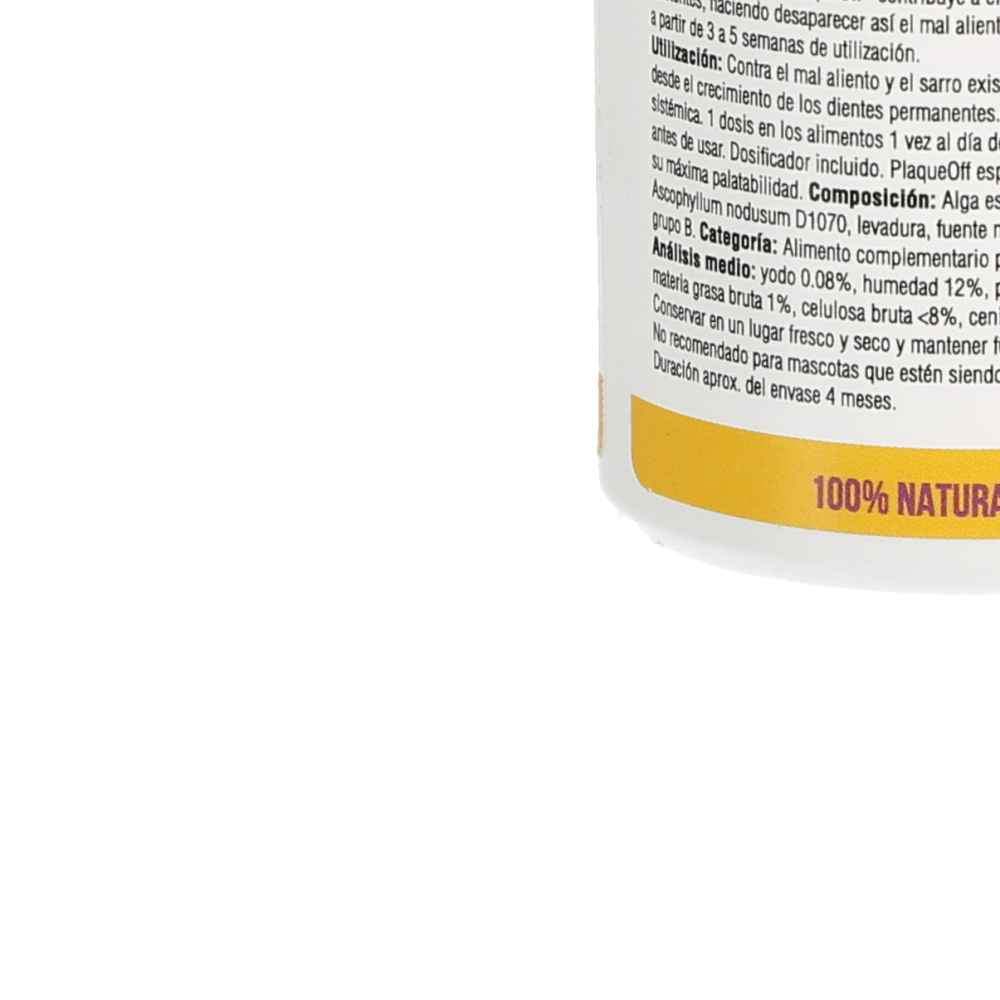 haciendo desaparecer así el mal alient
a partir de 3 a 5 semanas de utilización.
Utilización: Contra el mal aliento y el sarro exis
desde el crecimiento de los dientes permanentes.
sistémica. 1 dosis en los alimentos 1 vez al día d
antes de usar. Dosificador incluido. PlaqueOff esp
su máxima palatabilidad. Composición: Alga es
Ascophyllum nodusum D1070, levadura, fuente n
grupo B. Categoría: Alimento complementario p
Análisis medio: yodo 0.08%, humedad 12%, p
materia grasa bruta 1%, celulosa bruta <8%, ceni
Conservar en un lugar fresco y seco y mantener fu
No recomendado para mascotas que estén siendo
Duración aprox. del envase 4 meses.
100% NATURA